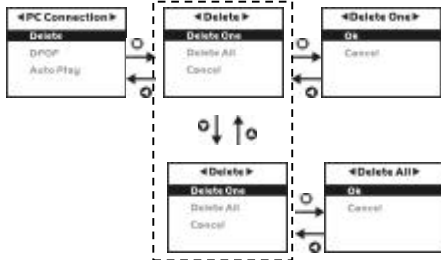 PC Connection
Delete
DPOF
Auto Play
Delete
Delete One
Delete All
Cancel
Delete One
Ok
Cancel
Delete
Delete One
Delete All
Cancel
Delete All
Ok
Cancel